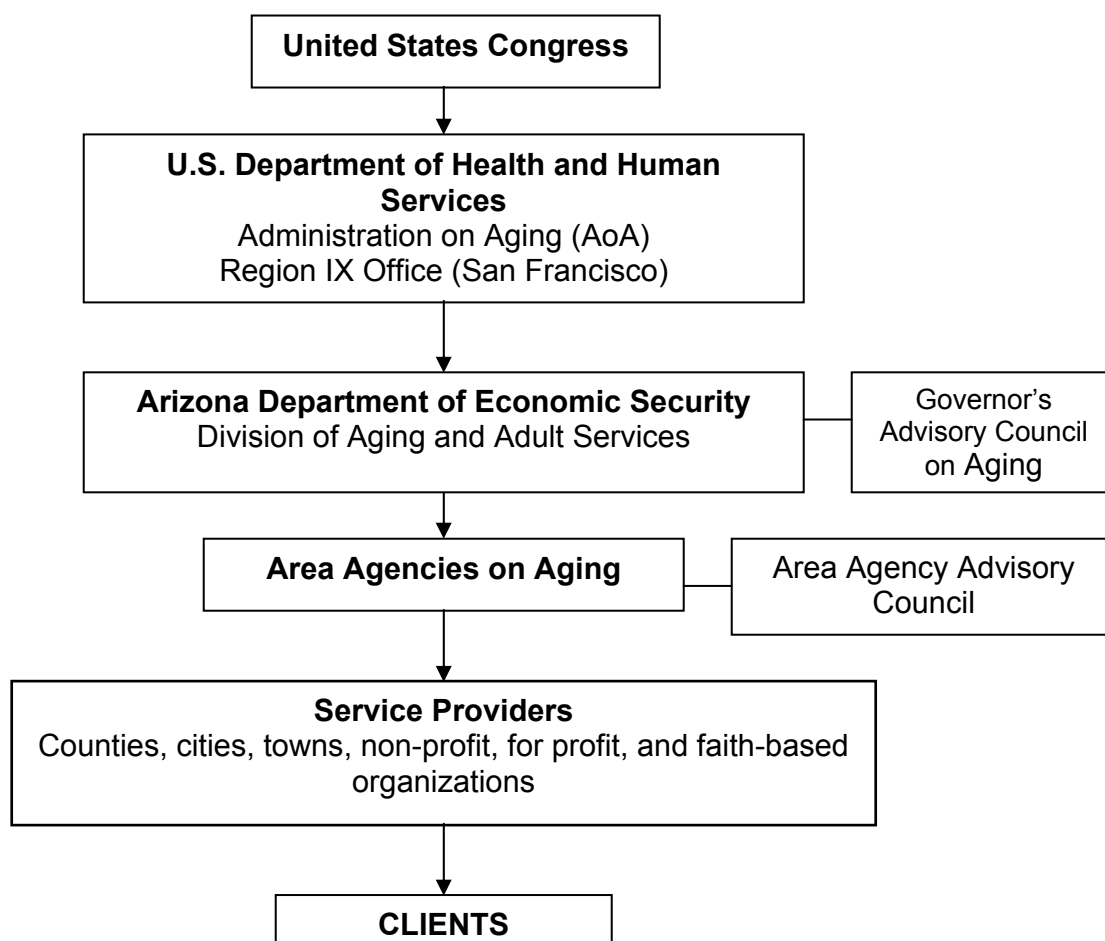 United States Congress
U.S. Department of Health and Human
Services
Administration on Aging (AoA)
Region IX Office (San Francisco)
Arizona Department of Economic Security
Division of Aging and Adult Services
Governor’s
Advisory Council
on Aging
Area Agencies on Aging
Area Agency Advisory
Council
Service Providers
Counties, cities, towns, non-profit, for profit, and faith-based
organizations
CLIENTS